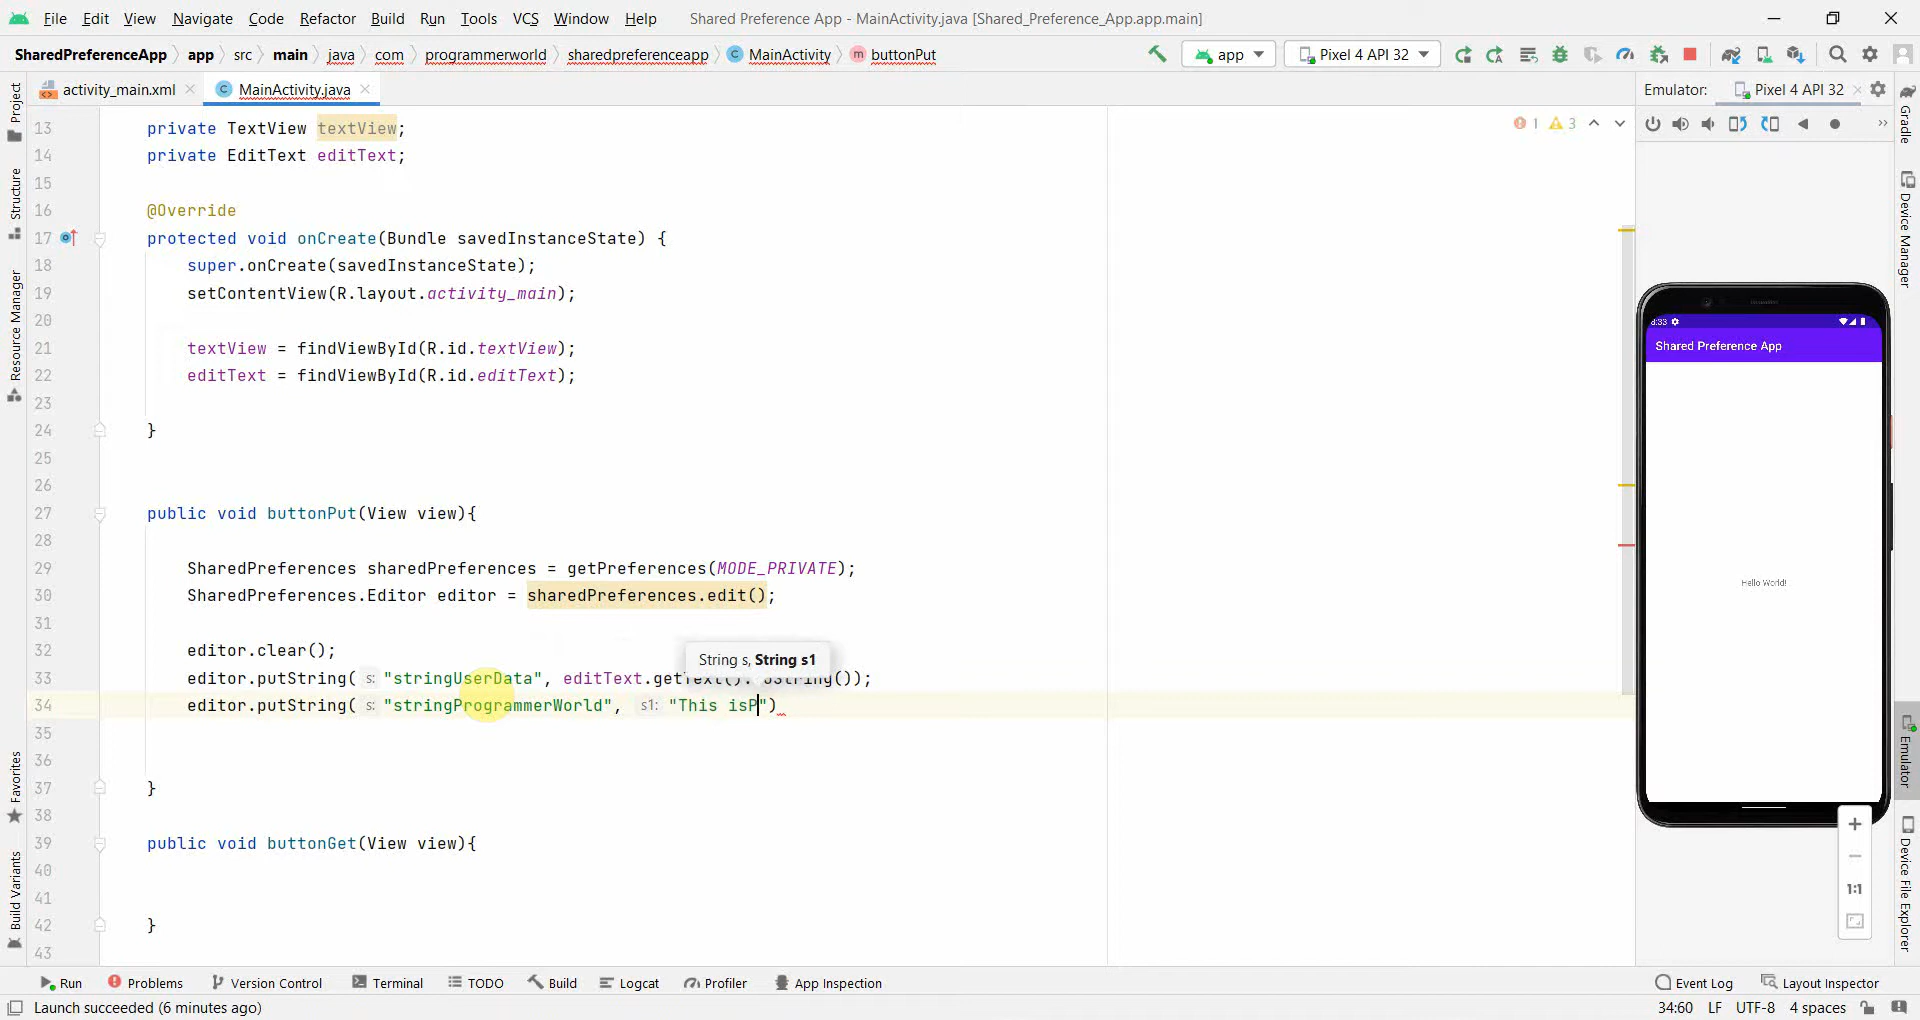 File Edit View Navigate Code Refactor Build Run Tools VCS Window Help Shared Preference App - MainActivity.java [Shared_Preference_App.app.main]
SharedPreferenceApp app src main java com programmerworld sharedpreferenceapp C MainActivity m buttonPut app Pixel 4 API 32
activity_main.xml C MainActivity.java Emulator: Pixel 4 API 32
1 3
13 private TextView textView;
14 private EditText editText;
15
16 @Override
17 protected void onCreate(Bundle savedInstanceState) {
18 super.onCreate(savedInstanceState);
19 setContentView(R.layout.activity_main);
20
21 textView = findViewById(R.id.textView);
22 editText = findViewById(R.id.editText);
23
24 }
25
26
27 public void buttonPut(View view){
28
29 SharedPreferences sharedPreferences = getPreferences(MODE_PRIVATE);
30 SharedPreferences.Editor editor = sharedPreferences.edit();
31
32 editor.clear();
String s, String s1
33 editor.putString( s: "stringUserData", editText.getText().toString());
34 editor.putString( s: "stringProgrammerWorld", s1: "This isP")
35
36
37 }
38
39 public void buttonGet(View view){
40
41
42 }
43
Project
Structure
Resource Manager
Favorites
Build Variants
Gradle
Device Manager
Emulator
Device File Explorer
8:33
Shared Preference App
Hello World!
1:1
Run Problems Version Control Terminal TODO Build Logcat Profiler App Inspection Event Log Layout Inspector
Launch succeeded (6 minutes ago) 34:60 LF UTF-8 4 spaces